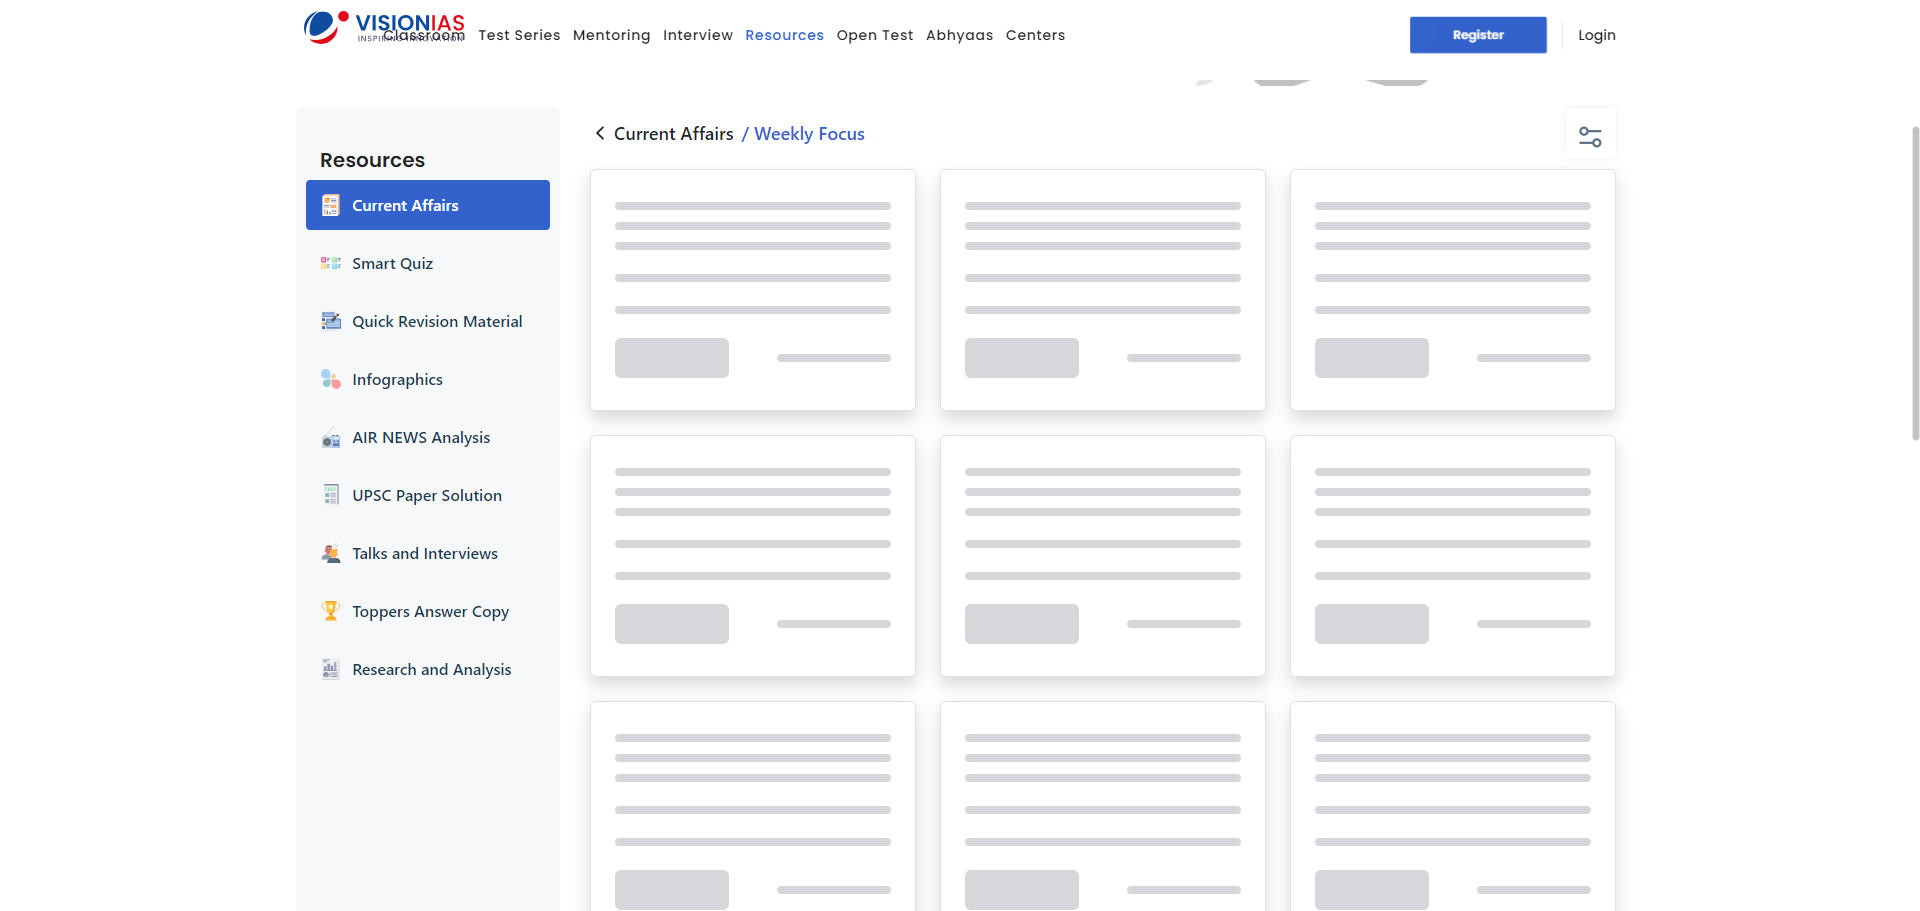 VISIONIAS
INSPIRING INNOVATION
Classroom Test Series Mentoring Interview Resources Open Test Abhyaas Centers
Register Login
Current Affairs / Weekly Focus
Resources
Current Affairs
Smart Quiz
Quick Revision Material
Infographics
AIR NEWS Analysis
UPSC Paper Solution
Talks and Interviews
Toppers Answer Copy
Research and Analysis